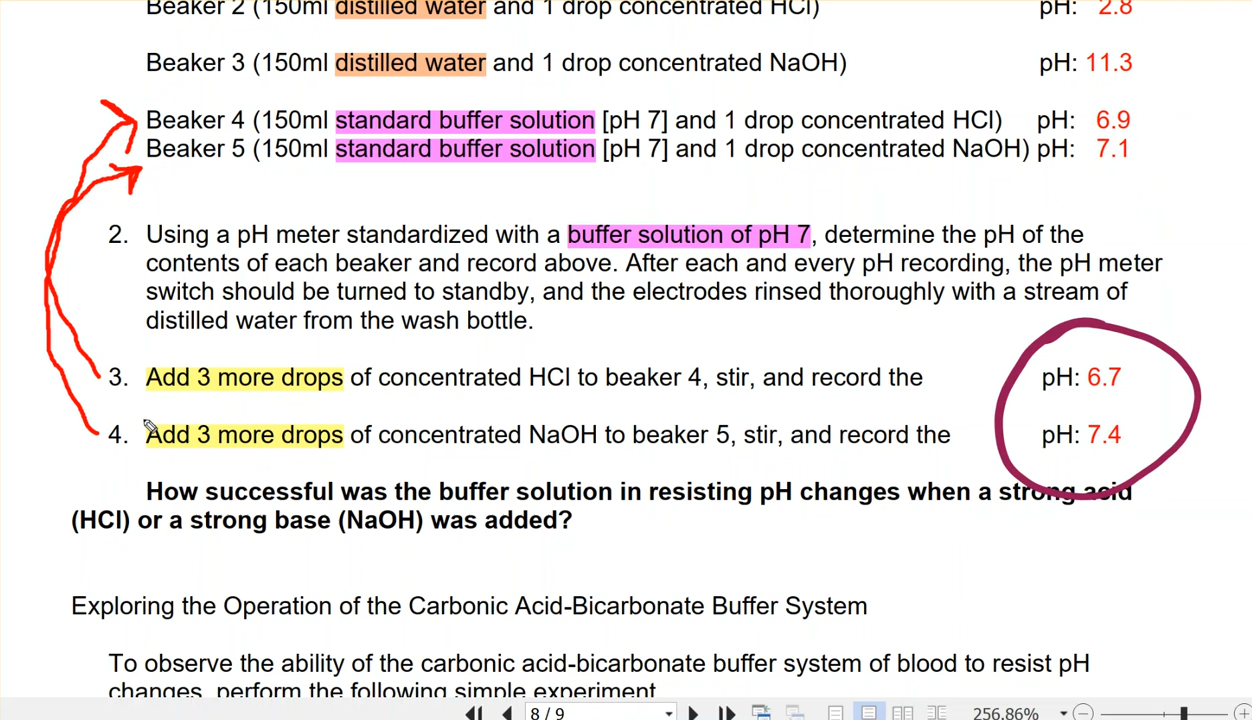 Beaker 2 (150ml distilled water and 1 drop concentrated HCl) pH: 2.8
Beaker 3 (150ml distilled water and 1 drop concentrated NaOH) pH: 11.3
Beaker 4 (150ml standard buffer solution [pH 7] and 1 drop concentrated HCl) pH: 6.9
Beaker 5 (150ml standard buffer solution [pH 7] and 1 drop concentrated NaOH) pH: 7.1
2. Using a pH meter standardized with a buffer solution of pH 7, determine the pH of the
contents of each beaker and record above. After each and every pH recording, the pH meter
switch should be turned to standby, and the electrodes rinsed thoroughly with a stream of
distilled water from the wash bottle.
3. Add 3 more drops of concentrated HCl to beaker 4, stir, and record the pH: 6.7
4. Add 3 more drops of concentrated NaOH to beaker 5, stir, and record the pH: 7.4
How successful was the buffer solution in resisting pH changes when a strong acid
(HCl) or a strong base (NaOH) was added?
Exploring the Operation of the Carbonic Acid-Bicarbonate Buffer System
To observe the ability of the carbonic acid-bicarbonate buffer system of blood to resist pH
changes, perform the following simple experiment
8 / 9 256.86%